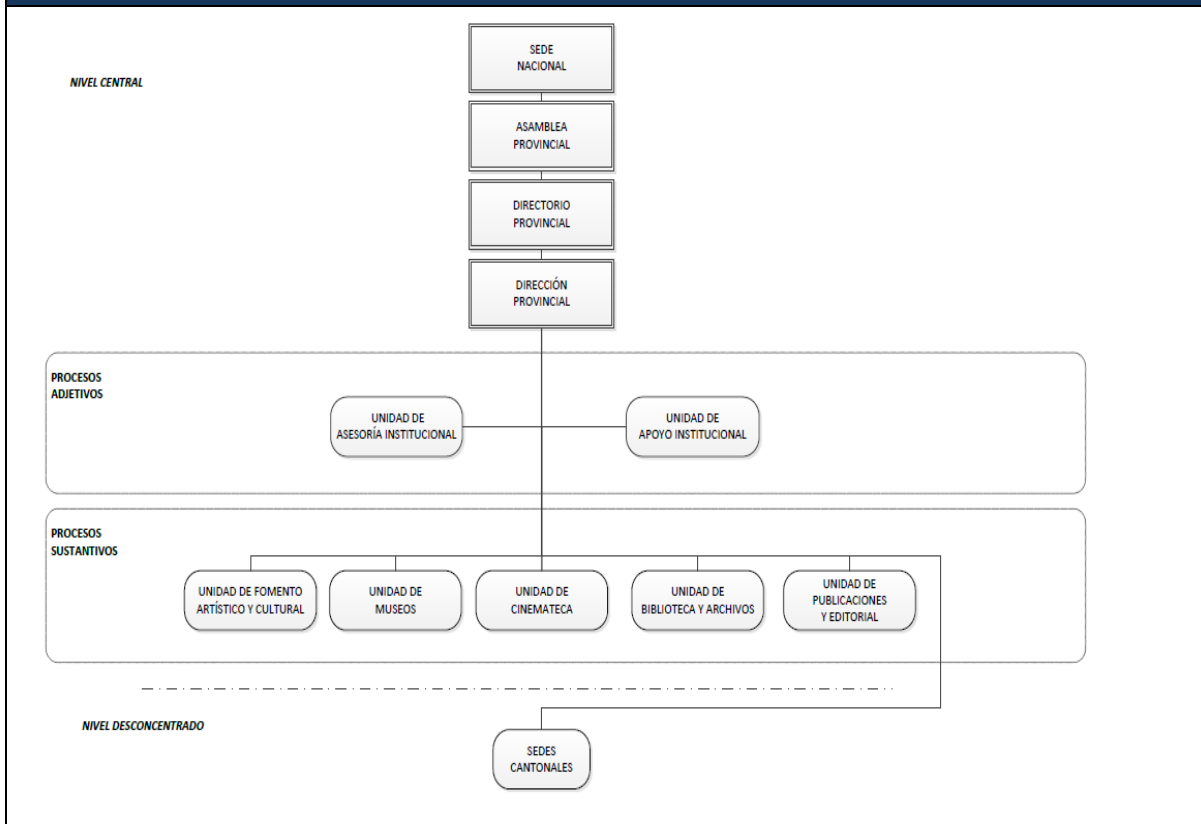 SEDE
NACIONAL
NIVEL CENTRAL
ASAMBLEA
PROVINCIAL
DIRECTORIO
PROVINCIAL
DIRECCIÓN
PROVINCIAL
PROCESOS
ADJETIVOS
UNIDAD DE
ASESORÍA INSTITUCIONAL
UNIDAD DE
APOYO INSTITUCIONAL
PROCESOS
SUSTANTIVOS
UNIDAD DE FOMENTO
ARTÍSTICO Y CULTURAL
UNIDAD DE
MUSEOS
UNIDAD DE
CINEMATECA
UNIDAD DE
BIBLIOTECA Y ARCHIVOS
UNIDAD DE
PUBLICACIONES
Y EDITORIAL
NIVEL DESCONCENTRADO
SEDES
CANTONALES